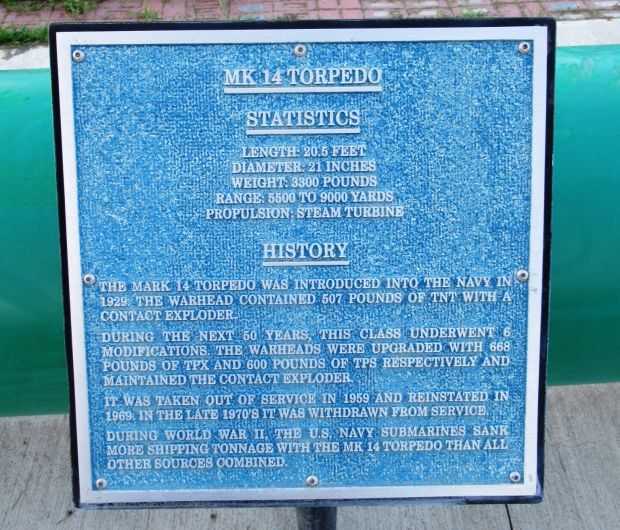 MK 14 TORPEDO
STATISTICS
LENGTH: 20.5 FEET
DIAMETER: 21 INCHES
WEIGHT: 3300 POUNDS
RANGE: 5500 TO 9000 YARDS
PROPULSION: STEAM TURBINE
HISTORY
THE MARK 14 TORPEDO WAS INTRODUCED INTO THE NAVY IN
1929. THE WARHEAD CONTAINED 507 POUNDS OF TNT WITH A
CONTACT EXPLODER.
DURING THE NEXT 50 YEARS, THIS CLASS UNDERWENT 6
MODIFICATIONS. THE WARHEADS WERE UPGRADED WITH 668
POUNDS OF TPX AND 600 POUNDS OF TPS RESPECTIVELY AND
MAINTAINED THE CONTACT EXPLODER.
IT WAS TAKEN OUT OF SERVICE IN 1959 AND REINSTATED IN
1969. IN THE LATE 1970'S IT WAS WITHDRAWN FROM SERVICE.
DURING WORLD WAR II, THE U.S. NAVY SUBMARINES SANK
MORE SHIPPING TONNAGE WITH THE MK 14 TORPEDO THAN ALL
OTHER SOURCES COMBINED.